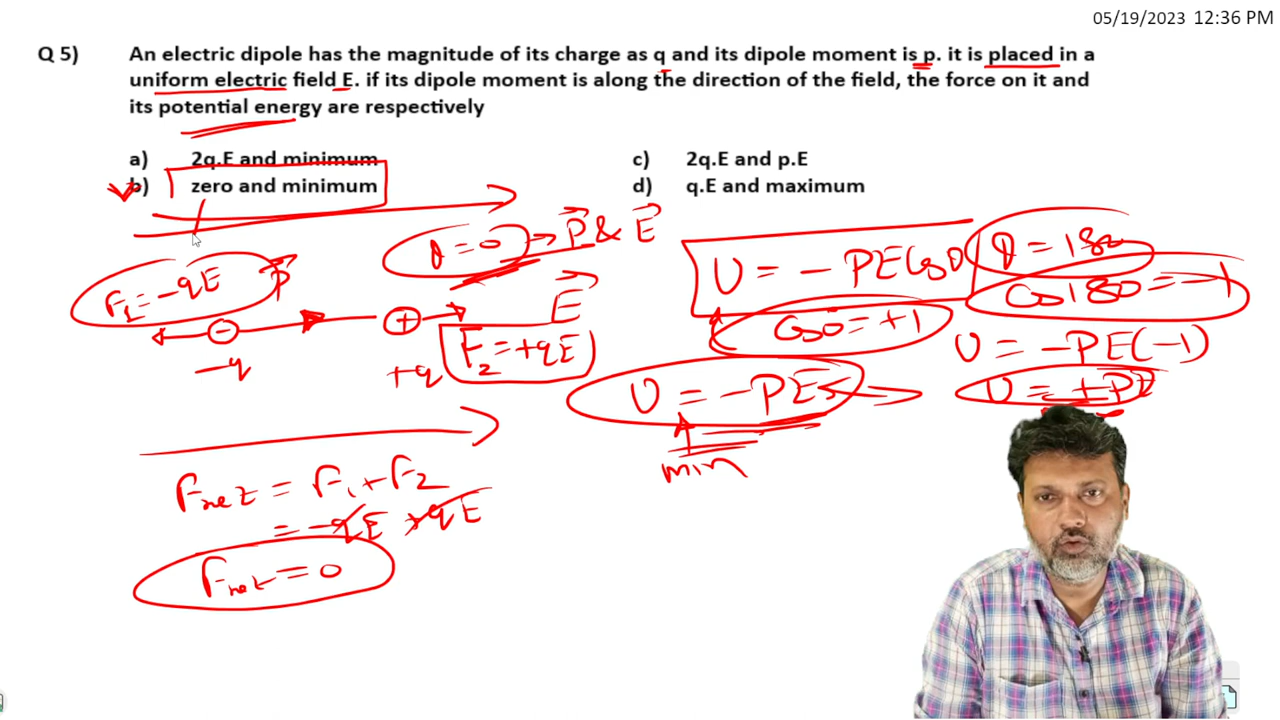 05/19/2023 12:36 PM
Q 5) An electric dipole has the magnitude of its charge as q and its dipole moment is p. it is placed in a
uniform electric field E. if its dipole moment is along the direction of the field, the force on it and
its potential energy are respectively
a) 2q.E and minimum
b) zero and minimum
c) 2q.E and p.E
d) q.E and maximum
θ = 0 → P & E
F1 = -qE
P
E
-
+
-q
+q
F2 = +qE
Fnet = F1 + F2
= -qE + qE
Fnet = 0
U = - PE Cos θ
Cos 0 = +1
U = - PE
min
θ = 180
Cos 180 = -1
U = -PE(-1)
U = + PE